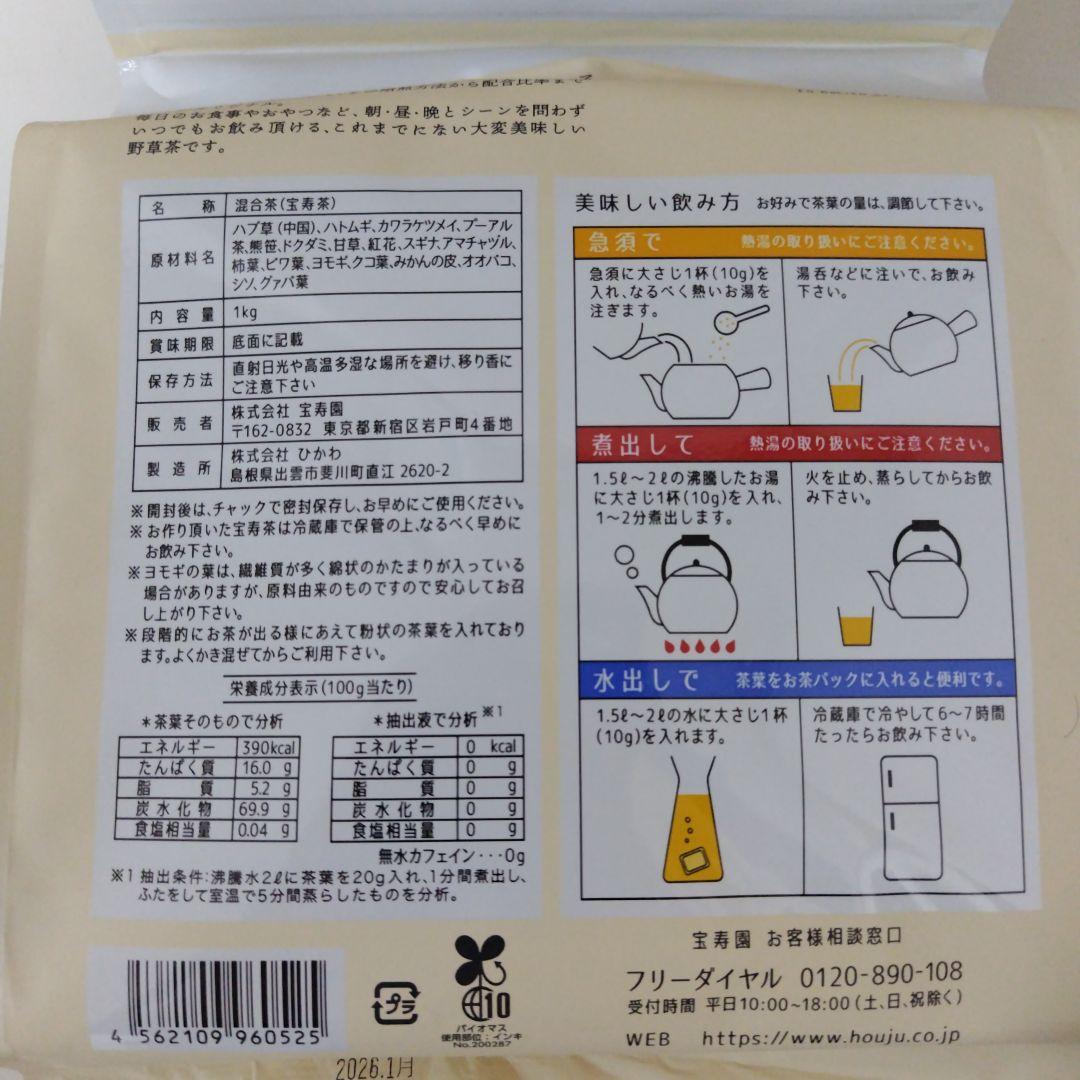 毎日のお食事やおやつなど、朝・昼・晩とシーンを問わず
いつでもお飲み頂ける、これまでにない大変美味しい
野草茶です。
名称 混合茶(宝寿茶)
原材料名 ハブ草(中国)、ハトムギ、カワラケツメイ、プーアル
茶、熊笹、ドクダミ、甘草、紅花、スギナ、アマチャヅル、
柿葉、ビワ葉、ヨモギ、クコ葉、みかんの皮、オオバコ、
シソ、グァバ葉
内容量 1kg
賞味期限 底面に記載
保存方法 直射日光や高温多湿な場所を避け、移り香に
ご注意下さい
販売者 株式会社 宝寿園
〒162-0832 東京都新宿区岩戸町4番地
製造所 株式会社 ひかわ
島根県出雲市斐川町直江 2620-2
※開封後は、チャックで密封保存し、お早めにご使用ください。
※お作り頂いた宝寿茶は冷蔵庫で保管の上、なるべく早めに
お飲み下さい。
※ヨモギの葉は、繊維質が多く綿状のかたまりが入っている
場合がありますが、原料由来のものですので安心してお召
し上がり下さい。
※段階的にお茶が出る様にあえて粉状の茶葉を入れており
ます。よくかき混ぜてからご利用下さい。
栄養成分表示(100g当たり)
*茶葉そのもので分析
エネルギー 390kcal
たんぱく質 16.0 g
脂質 5.2 g
炭水化物 69.9 g
食塩相当量 0.04 g
*抽出液で分析※1
エネルギー 0 kcal
たんぱく質 0 g
脂質 0 g
炭水化物 0 g
食塩相当量 0 g
無水カフェイン・・・0g
※1 抽出条件:沸騰水2ℓに茶葉を20g入れ、1分間煮出し、
ふたをして室温で5分間蒸らしたものを分析。
美味しい飲み方 お好みで茶葉の量は、調節して下さい。
急須で 熱湯の取り扱いにご注意ください。
急須に大さじ1杯(10g)を
入れ、なるべく熱いお湯を
注ぎます。
湯呑などに注いで、お飲み
下さい。
煮出して 熱湯の取り扱いにご注意ください。
1.5ℓ～2ℓの沸騰したお湯
に大さじ1杯(10g)を入れ、
1～2分煮出します。
火を止め、蒸らしてからお飲
み下さい。
水出しで 茶葉をお茶パックに入れると便利です。
1.5ℓ～2ℓの水に大さじ1杯
(10g)を入れます。
冷蔵庫で冷やして6～7時間
たったらお飲み下さい。
宝寿園 お客様相談窓口
フリーダイヤル 0120-890-108
受付時間 平日10:00~18:00(土、日、祝除く)
WEB https://www.houju.co.jp
プラ
10
バイオマス
使用部位:インキ
No.200287
4 562109 960525
2026.1月